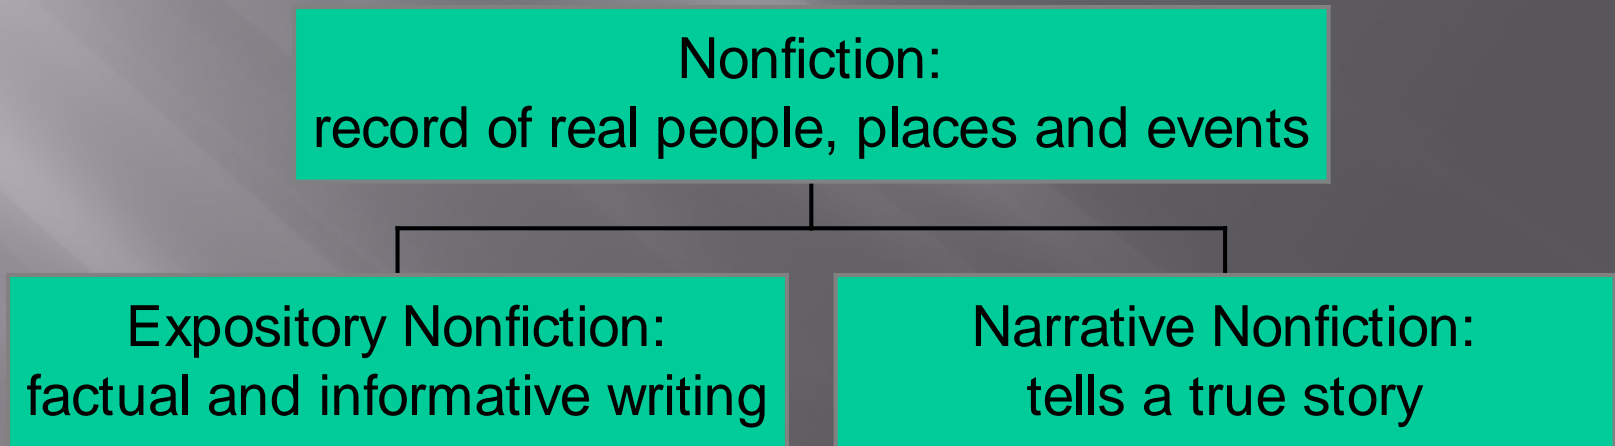 Nonfiction:
record of real people, places and events
Expository Nonfiction:
factual and informative writing
Narrative Nonfiction:
tells a true story